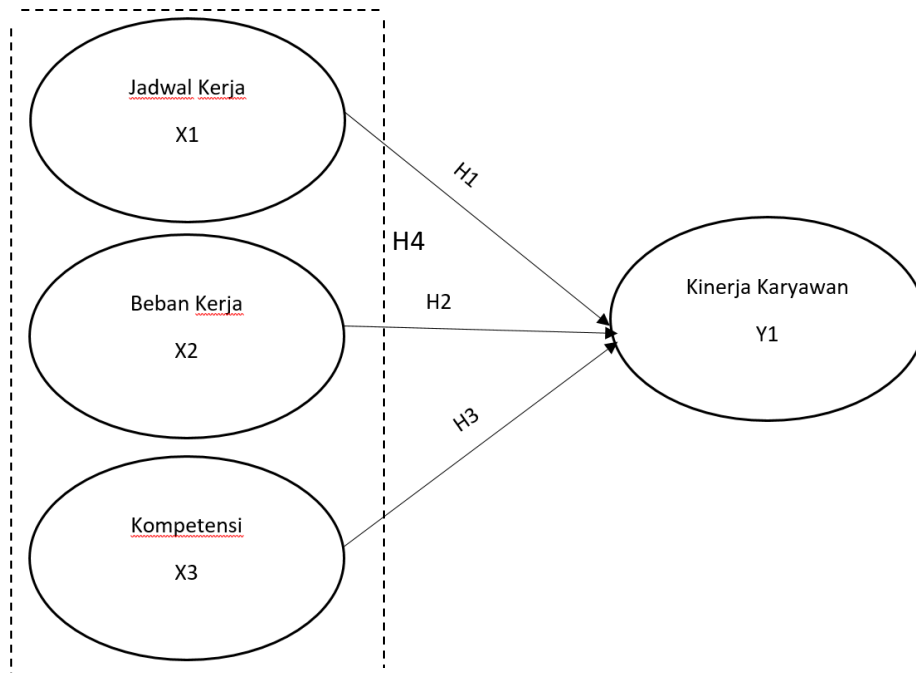 Jadwal Kerja
X1
H1
H4
Beban Kerja
X2
H2
Kinerja Karyawan
Y1
H3
Kompetensi
X3